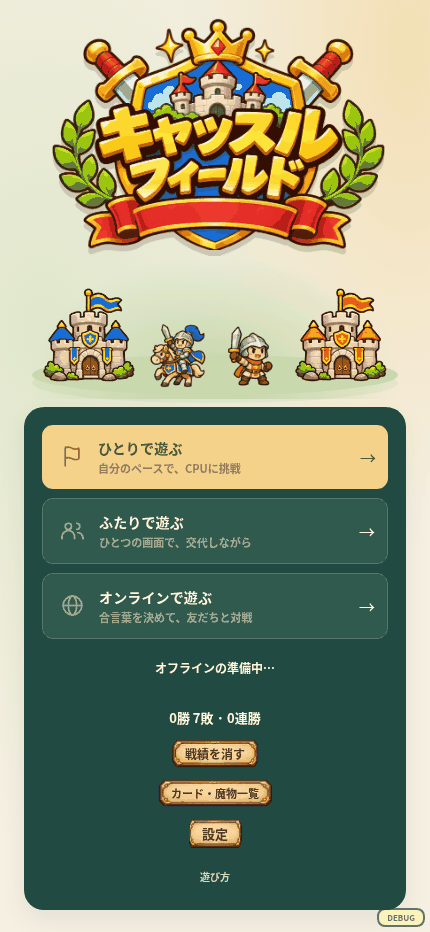 キャッスル
フィールド
ひとりで遊ぶ
自分のペースで、CPUに挑戦
→
ふたりで遊ぶ
ひとつの画面で、交代しながら
→
オンラインで遊ぶ
合言葉を決めて、友だちと対戦
→
オフラインの準備中…
0勝 7敗・0連勝
戦績を消す
カード・魔物一覧
設定
遊び方
DEBUG